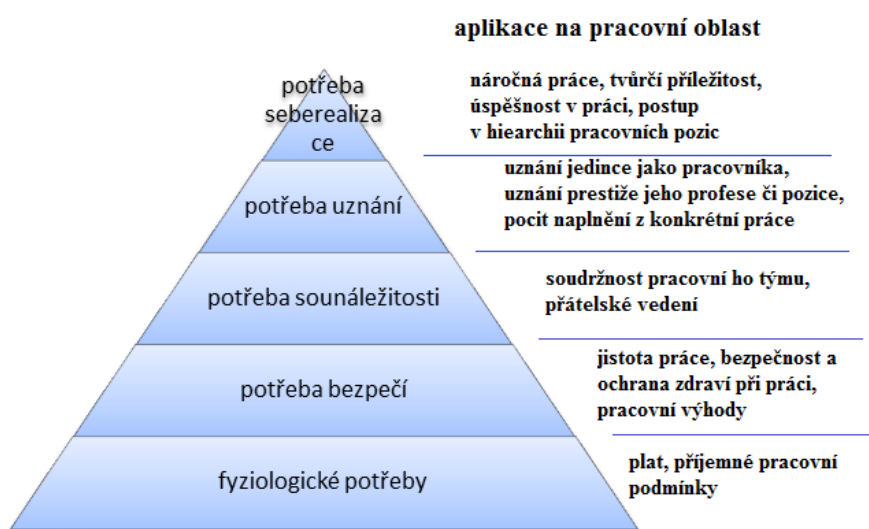 aplikace na pracovní oblast
potřeba
seberealiza
ce
náročná práce, tvůrčí příležitost,
úspěšnost v práci, postup
v hiearchii pracovních pozic
potřeba uznání
uznání jedince jako pracovníka,
uznání prestiže jeho profese či pozice,
pocit naplnění z konkrétní práce
potřeba sounáležitosti
soudržnost pracovní ho týmu,
přátelské vedení
potřeba bezpečí
jistota práce, bezpečnost a
ochrana zdraví při práci,
pracovní výhody
fyziologické potřeby
plat, příjemné pracovní
podmínky